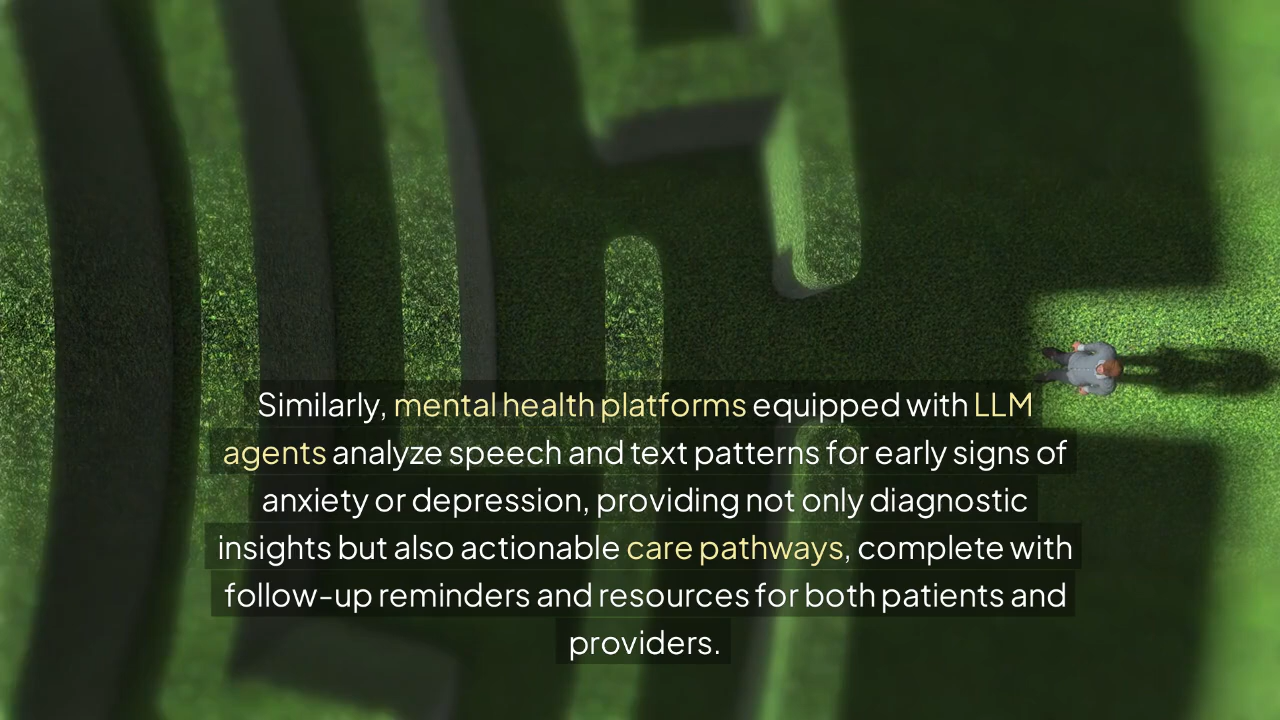 Similarly, mental health platforms equipped with LLM
agents analyze speech and text patterns for early signs of
anxiety or depression, providing not only diagnostic
insights but also actionable care pathways, complete with
follow-up reminders and resources for both patients and
providers.